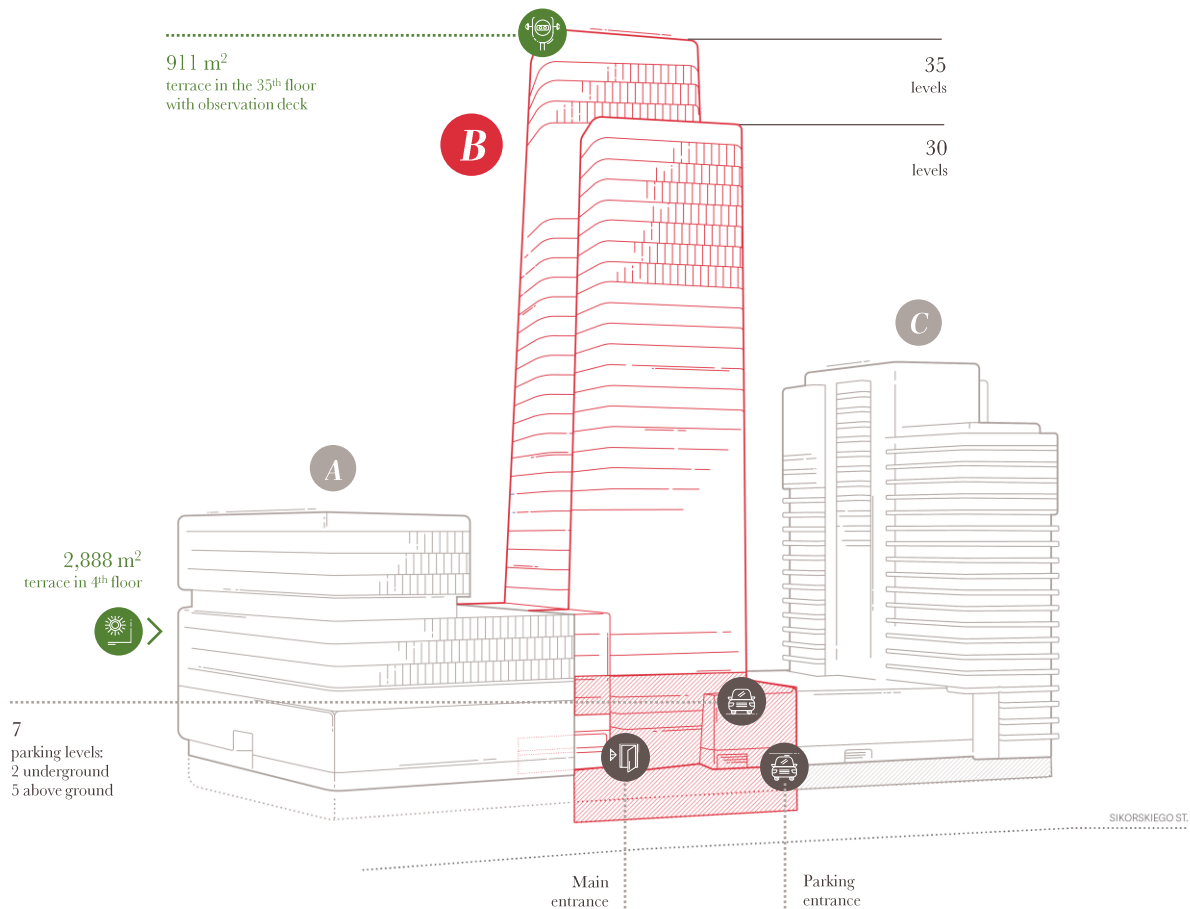 911 m²
terrace in the 35th floor
with observation deck
35
levels
B
30
levels
C
A
2,888 m²
terrace in 4th floor
7
parking levels:
2 underground
5 above ground
SIKORSKIEGO ST.
Main
entrance
Parking
entrance